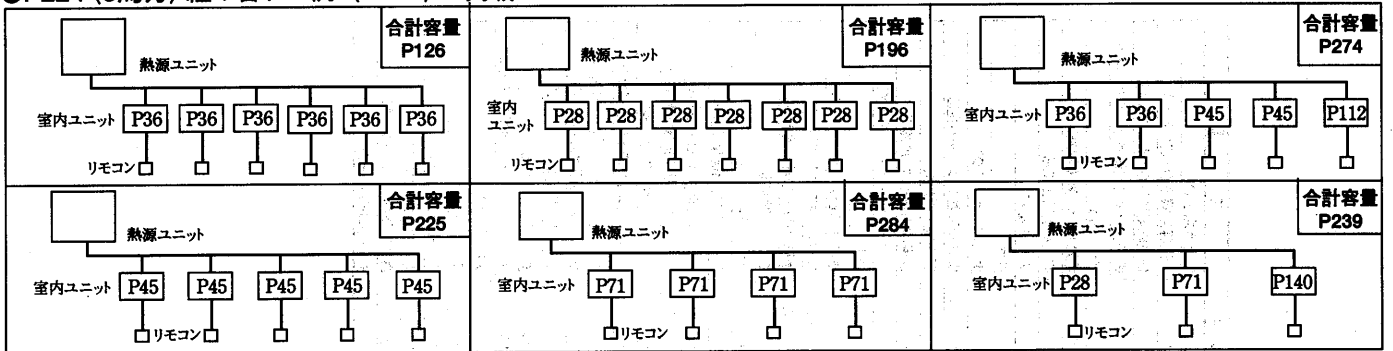 合計容量
P126
熱源ユニット
室内ユニット P36 P36 P36 P36 P36 P36
リモコン
合計容量
P196
熱源ユニット
室内
ユニット
P28 P28 P28 P28 P28 P28 P28
リモコン
合計容量
P274
熱源ユニット
室内ユニット P36 P36 P45 P45 P112
リモコン
合計容量
P225
熱源ユニット
室内ユニット P45 P45 P45 P45 P45
リモコン
合計容量
P284
熱源ユニット
室内ユニット P71 P71 P71 P71
リモコン
合計容量
P239
熱源ユニット
室内ユニット P28 P71 P140
リモコン